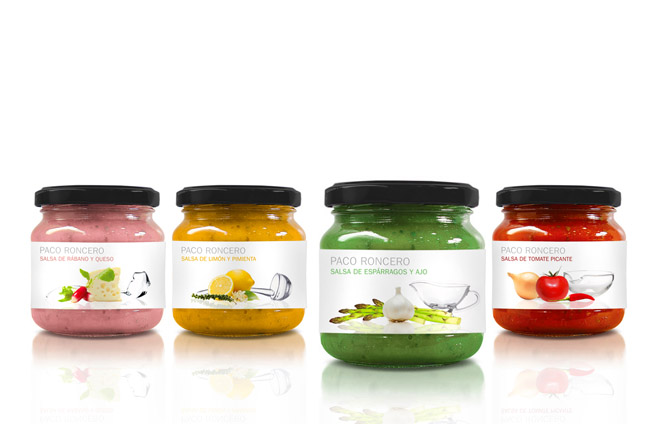 PACO RONCERO
SALSA DE RÁBANO Y QUESO
PACO RONCERO
SALSA DE LIMÓN Y PIMIENTA
PACO RONCERO
SALSA DE ESPÁRRAGOS Y AJO
PACO RONCERO
SALSA DE TOMATE PICANTE